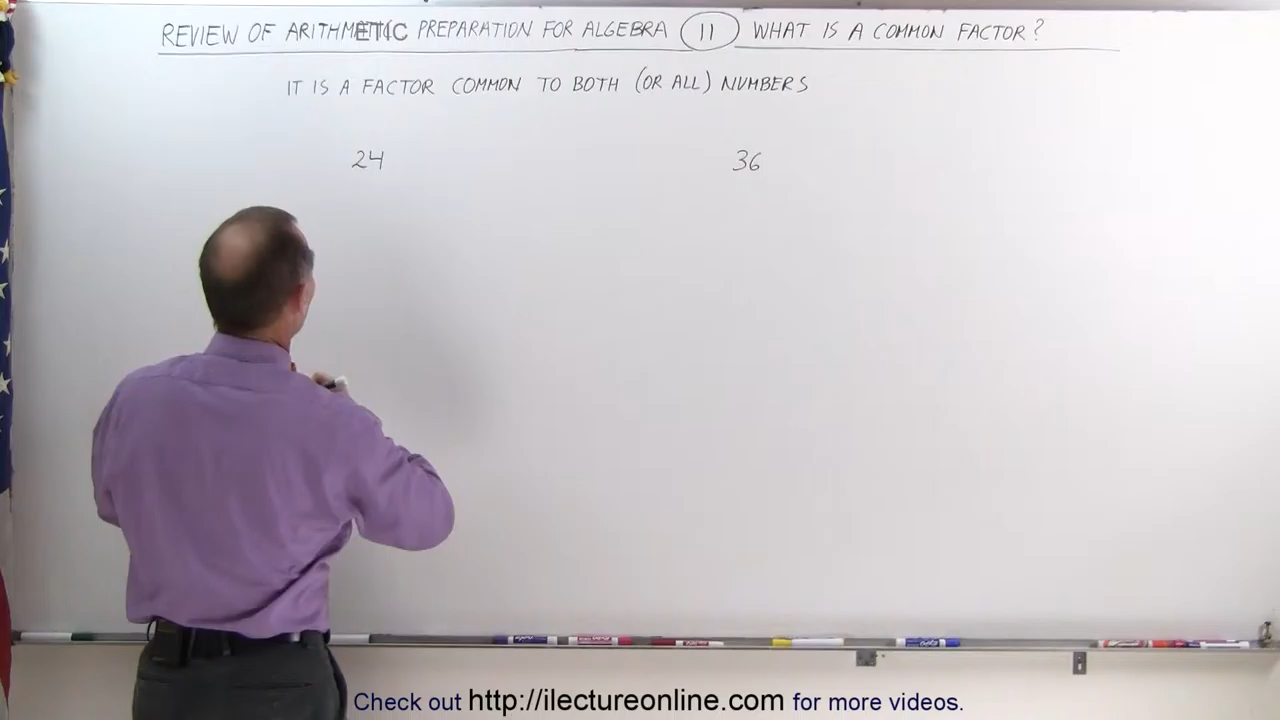 REVIEW OF ARITHMETIC PREPARATION FOR ALGEBRA 11 WHAT IS A COMMON FACTOR?
IT IS A FACTOR COMMON TO BOTH (OR ALL) NUMBERS
24 36
Check out http://ilectureonline.com for more videos.